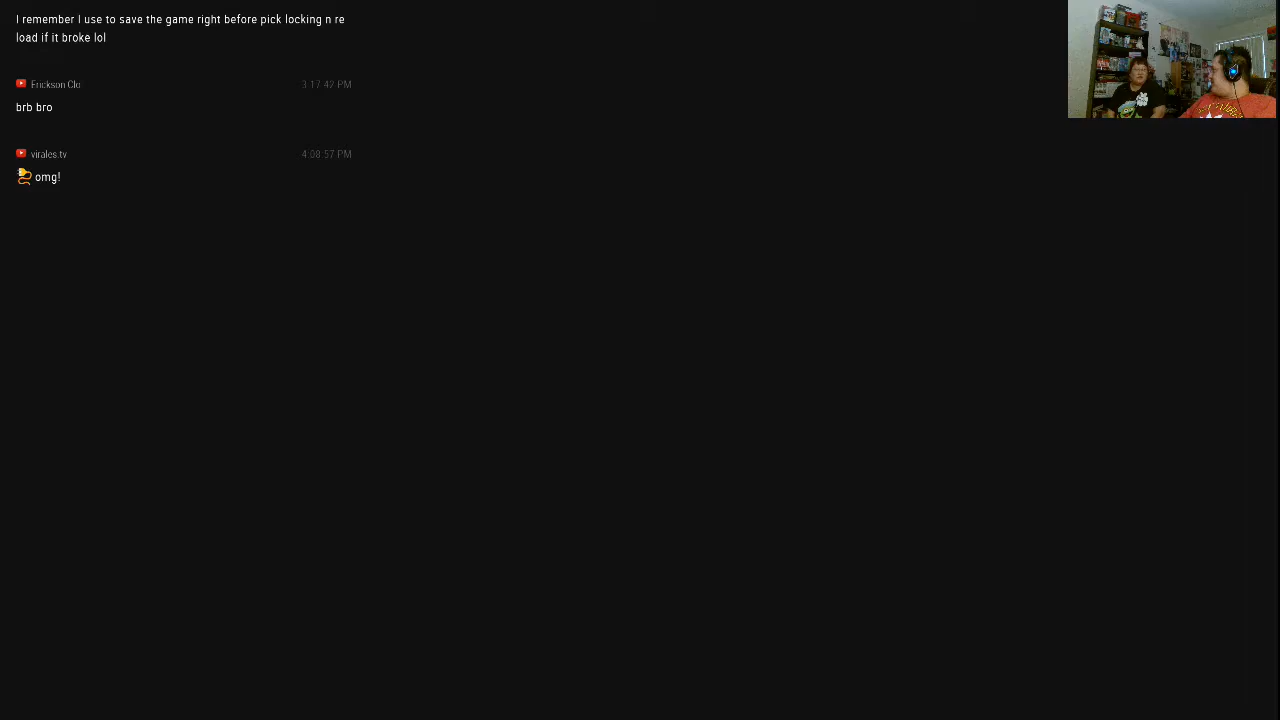 I remember I use to save the game right before pick locking n re
load if it broke lol
Erickson Clo 3:17:42 PM
brb bro
virales.tv 4:08:57 PM
omg!